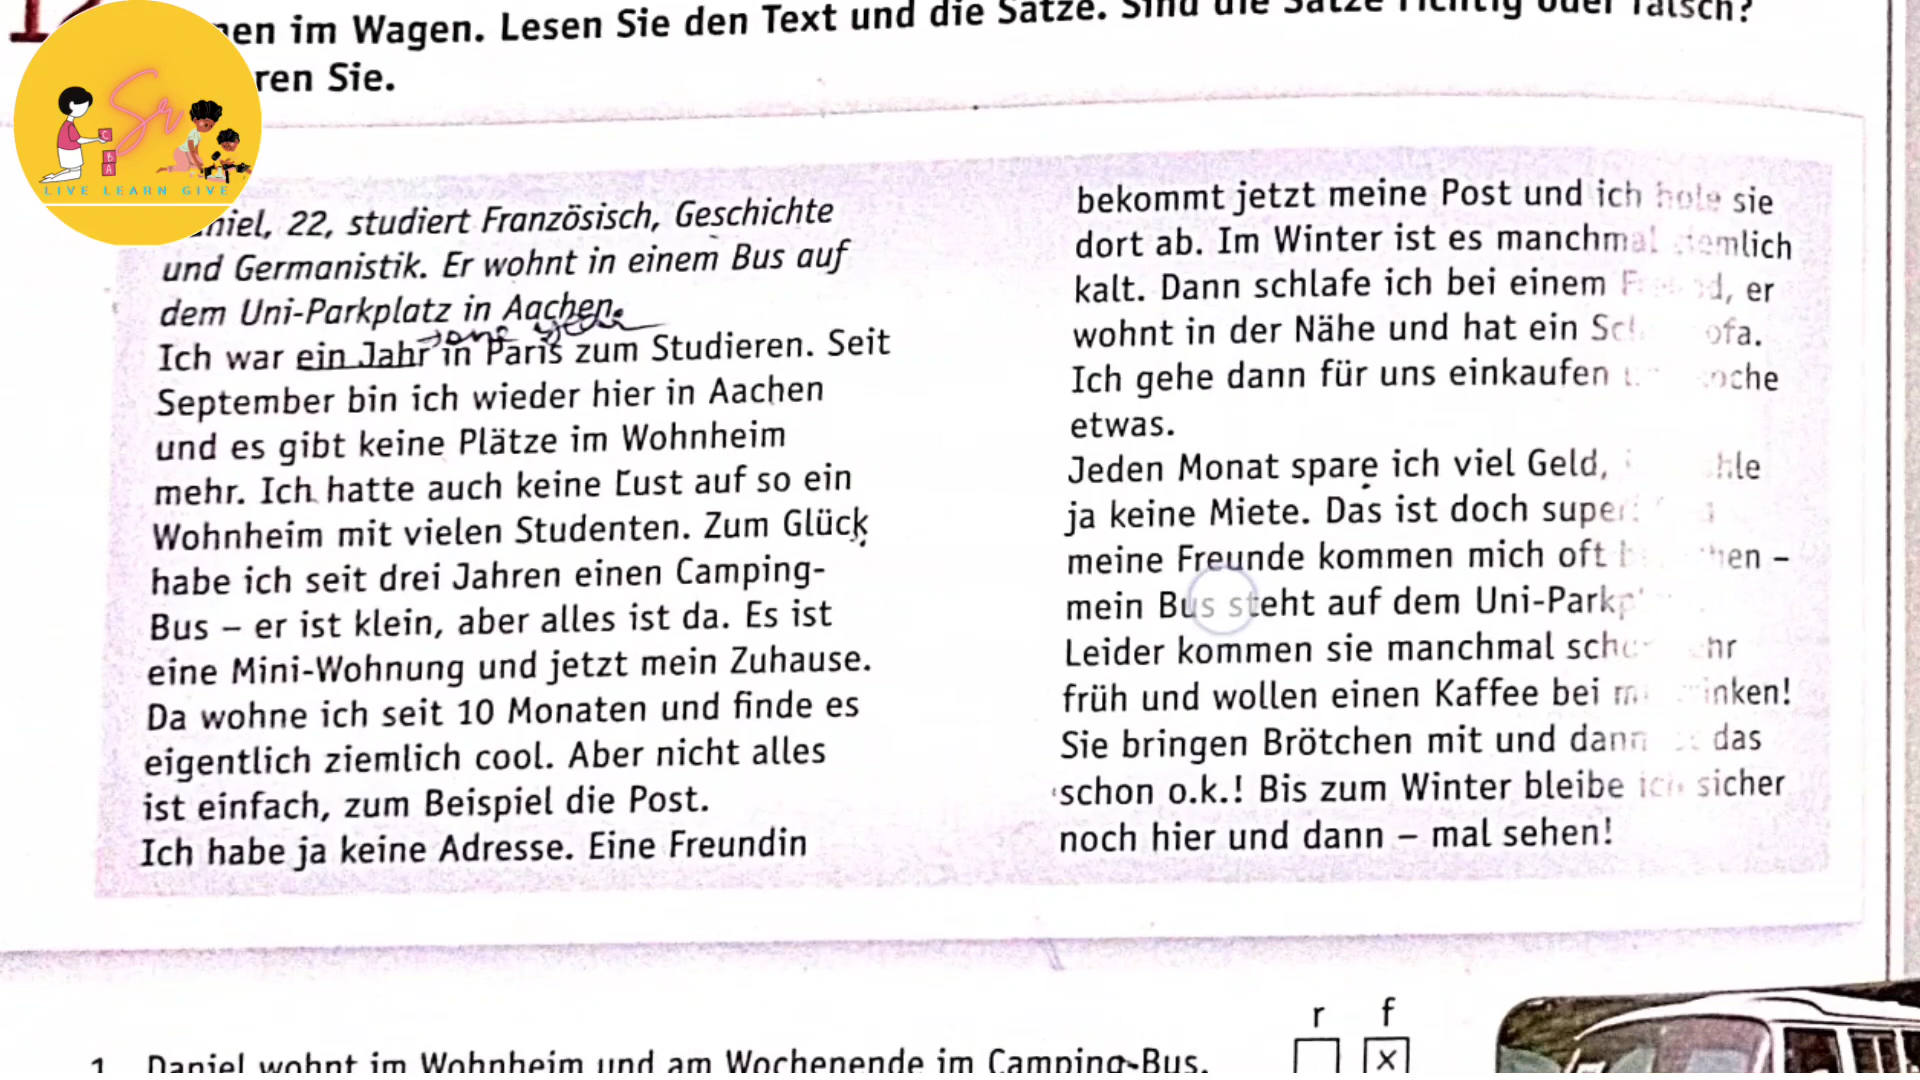 en im Wagen. Lesen Sie den Text und die Sätze. Sind die Sätze richtig oder falsch?
ren Sie.
Sr
C
B
A
LIVE LEARN GIVE
niel, 22, studiert Französisch, Geschichte
und Germanistik. Er wohnt in einem Bus auf
dem Uni-Parkplatz in Aachen.
one year
Ich war ein Jahr in Paris zum Studieren. Seit
September bin ich wieder hier in Aachen
und es gibt keine Plätze im Wohnheim
mehr. Ich hatte auch keine Lust auf so ein
Wohnheim mit vielen Studenten. Zum Glück
habe ich seit drei Jahren einen Camping-
Bus – er ist klein, aber alles ist da. Es ist
eine Mini-Wohnung und jetzt mein Zuhause.
Da wohne ich seit 10 Monaten und finde es
eigentlich ziemlich cool. Aber nicht alles
ist einfach, zum Beispiel die Post.
Ich habe ja keine Adresse. Eine Freundin
bekommt jetzt meine Post und ich hole sie
dort ab. Im Winter ist es manchmal ziemlich
kalt. Dann schlafe ich bei einem Freund, er
wohnt in der Nähe und hat ein
Ich gehe dann für uns einkaufen
etwas.
Jeden Monat spare ich viel Geld,
ja keine Miete. Das ist doch super!
meine Freunde kommen mich oft
mein Bus steht auf dem Uni-Parkpl
Leider kommen sie manchmal
früh und wollen einen Kaffee bei
Sie bringen Brötchen mit und dann das
schon o.k.! Bis zum Winter bleibe ich sicher
noch hier und dann – mal sehen!
r f
1. Daniel wohnt im Wohnheim und am Wochenende im Camping-Bus. x